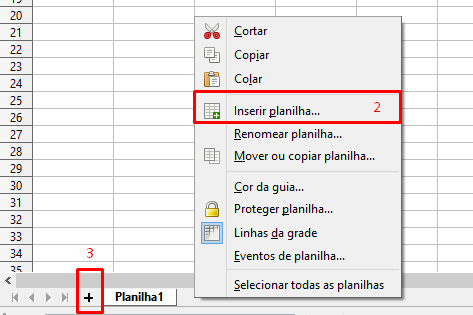 19
20
21
22
23
24
25
26
27
28
29
30
31
32
33
34
35
Cortar
Copiar
Colar
Inserir planilha... 2
Renomear planilha...
Mover ou copiar planilha...
Cor da guia...
Proteger planilha...
Linhas da grade
Eventos de planilha...
Selecionar todas as planilhas
3
+ Planilha1